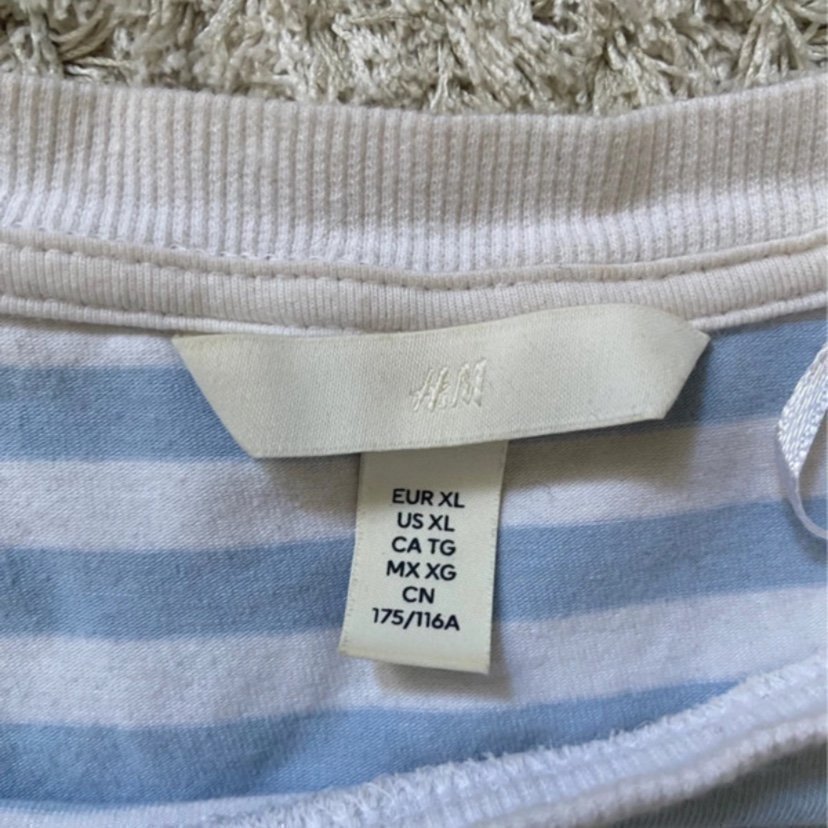 H&M
EUR XL
US XL
CA TG
MX XG
CN
175/116A